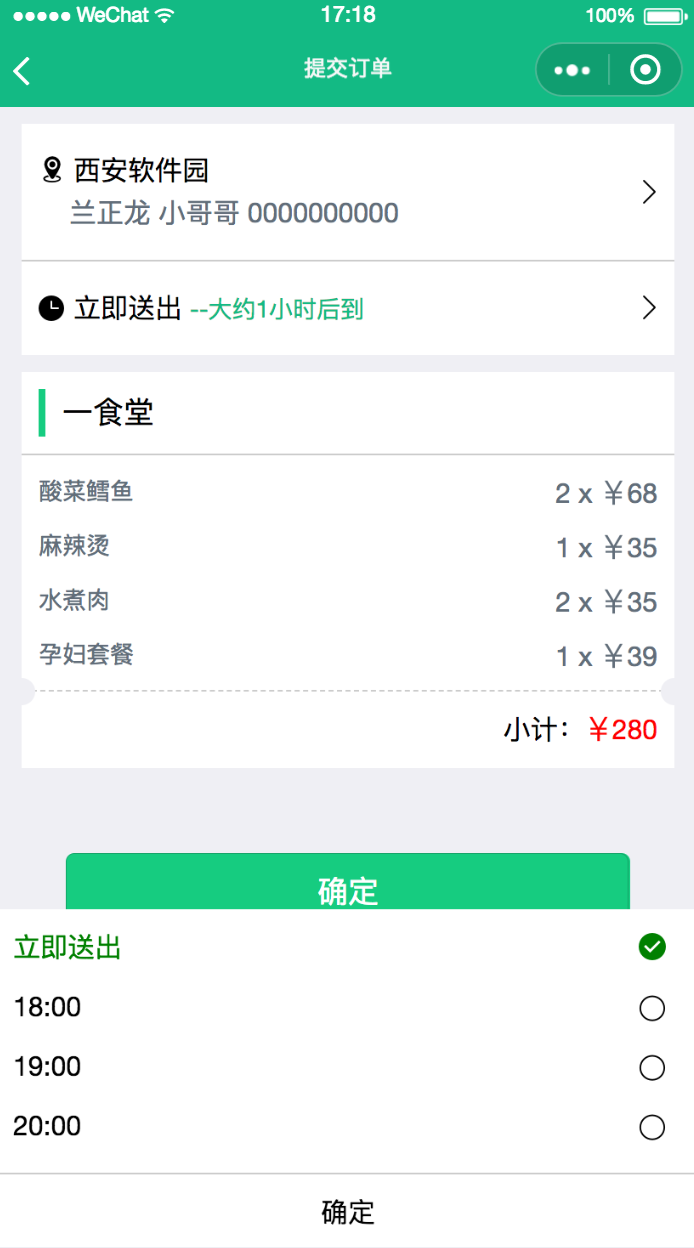 WeChat 17:18 100%
提交订单
西安软件园
兰正龙 小哥哥 0000000000
立即送出 --大约1小时后到
一食堂
酸菜鳕鱼 2 x ￥68
麻辣烫 1 x ￥35
水煮肉 2 x ￥35
孕妇套餐 1 x ￥39
小计： ￥280
确定
立即送出
18:00
19:00
20:00
确定